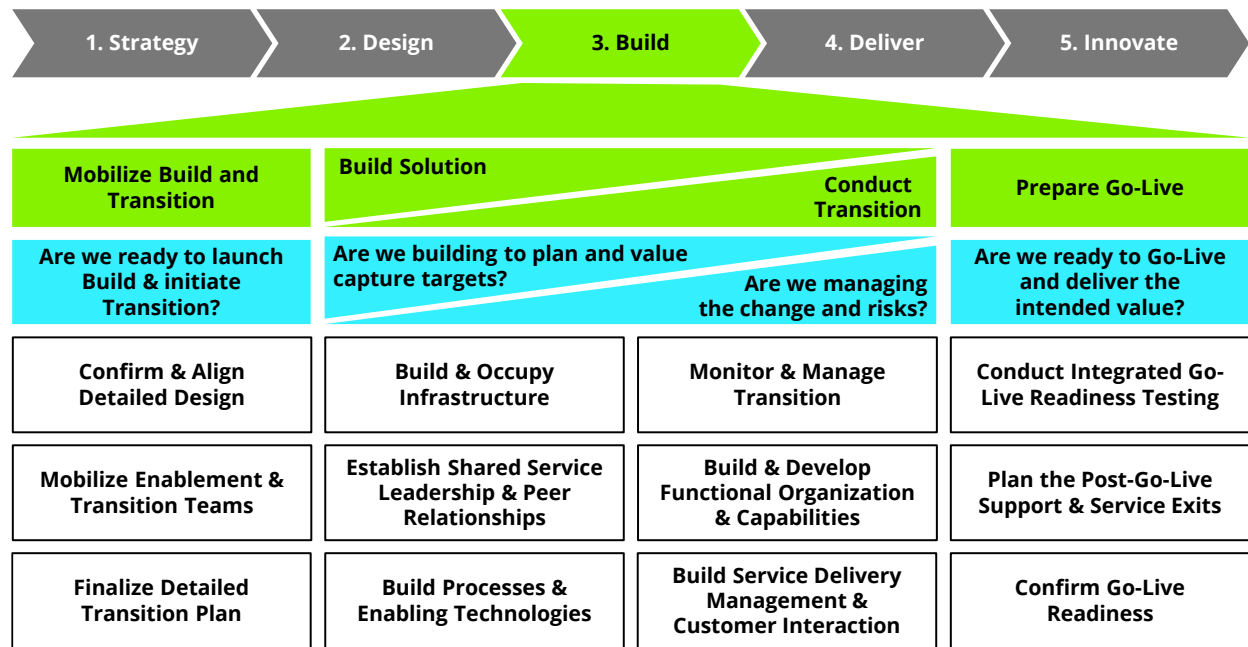 1. Strategy
2. Design
3. Build
4. Deliver
5. Innovate
Mobilize Build and
Transition
Build Solution
Conduct
Transition
Prepare Go-Live
Are we ready to launch
Build & initiate
Transition?
Are we building to plan and value
capture targets?
Are we managing
the change and risks?
Are we ready to Go-Live
and deliver the
intended value?
Confirm & Align
Detailed Design
Build & Occupy
Infrastructure
Monitor & Manage
Transition
Conduct Integrated Go-
Live Readiness Testing
Mobilize Enablement &
Transition Teams
Establish Shared Service
Leadership & Peer
Relationships
Build & Develop
Functional Organization
& Capabilities
Plan the Post-Go-Live
Support & Service Exits
Finalize Detailed
Transition Plan
Build Processes &
Enabling Technologies
Build Service Delivery
Management &
Customer Interaction
Confirm Go-Live
Readiness